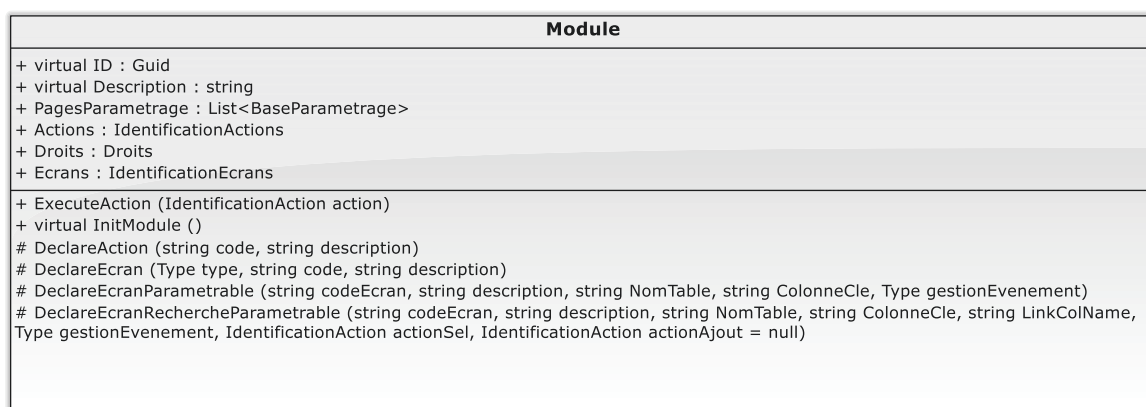 Module
+ virtual ID : Guid
+ virtual Description : string
+ PagesParametrage : List<BaseParametrage>
+ Actions : IdentificationActions
+ Droits : Droits
+ Ecrans : IdentificationEcrans
+ ExecuteAction (IdentificationAction action)
+ virtual InitModule ()
# DeclareAction (string code, string description)
# DeclareEcran (Type type, string code, string description)
# DeclareEcranParametrable (string codeEcran, string description, string NomTable, string ColonneCle, Type gestionEvenement)
# DeclareEcranRechercheParametrable (string codeEcran, string description, string NomTable, string ColonneCle, string LinkColName,
Type gestionEvenement, IdentificationAction actionSel, IdentificationAction actionAjout = null)